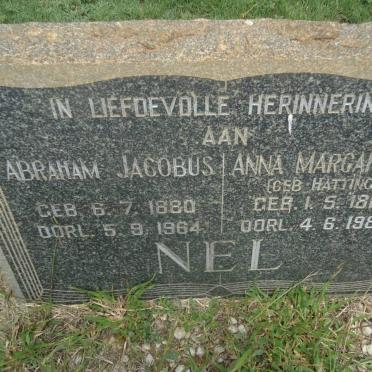 IN LIEFDEVOLLE HERINNERIN
AAN
ABRAHAM JACOBUS
GEB. 6.7.1880
OORL. 5.9.1964
ANNA MARGA
(GEB. HATTING
GEB. 1.5.18
OORL. 4.6.19
NEL